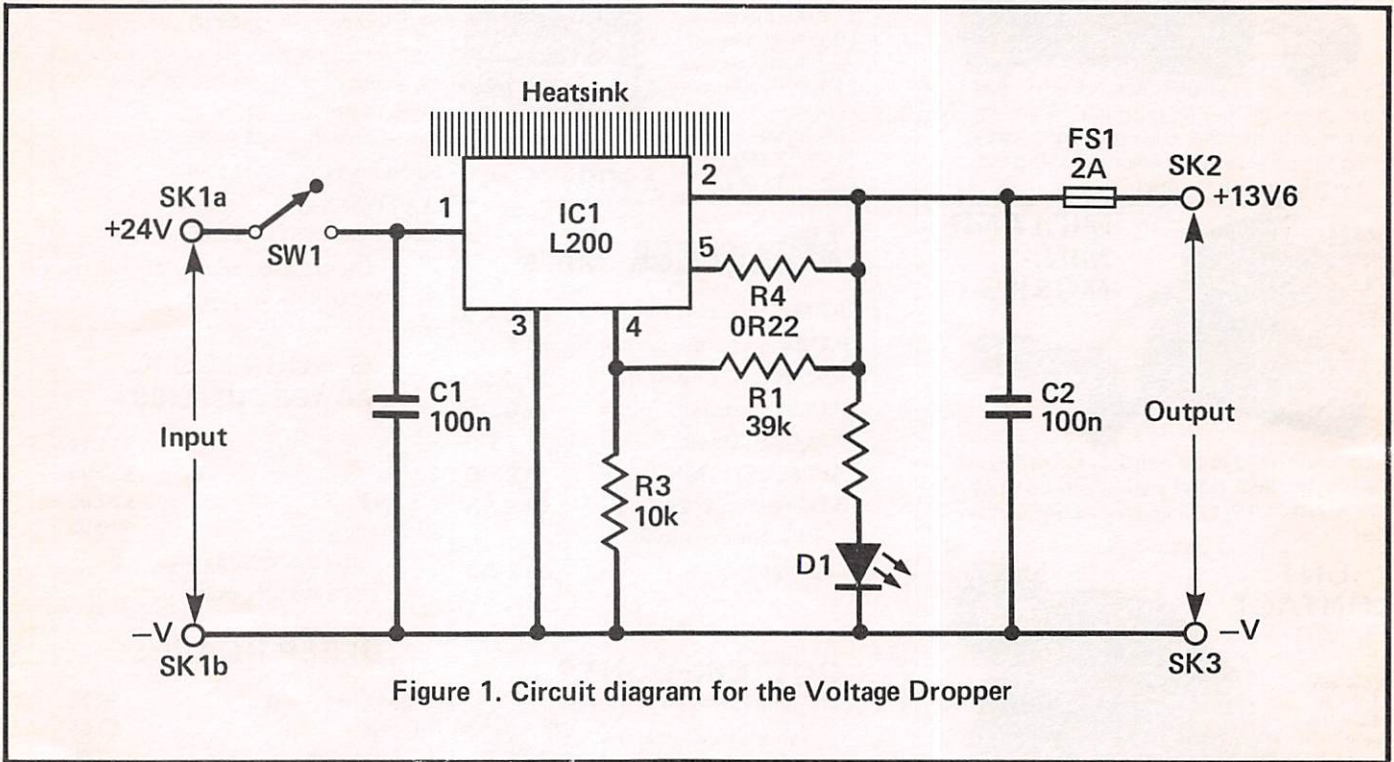 Heatsink
FS1
2A
SK2
+13V6
SK1a
+24V
SW1
1
IC1
L200
2
5
R4
0R22
3
4
C1
100n
R1
39k
C2
100n
Input
Output
R3
10k
D1
–V
SK1b
–V
SK3
Figure 1. Circuit diagram for the Voltage Dropper